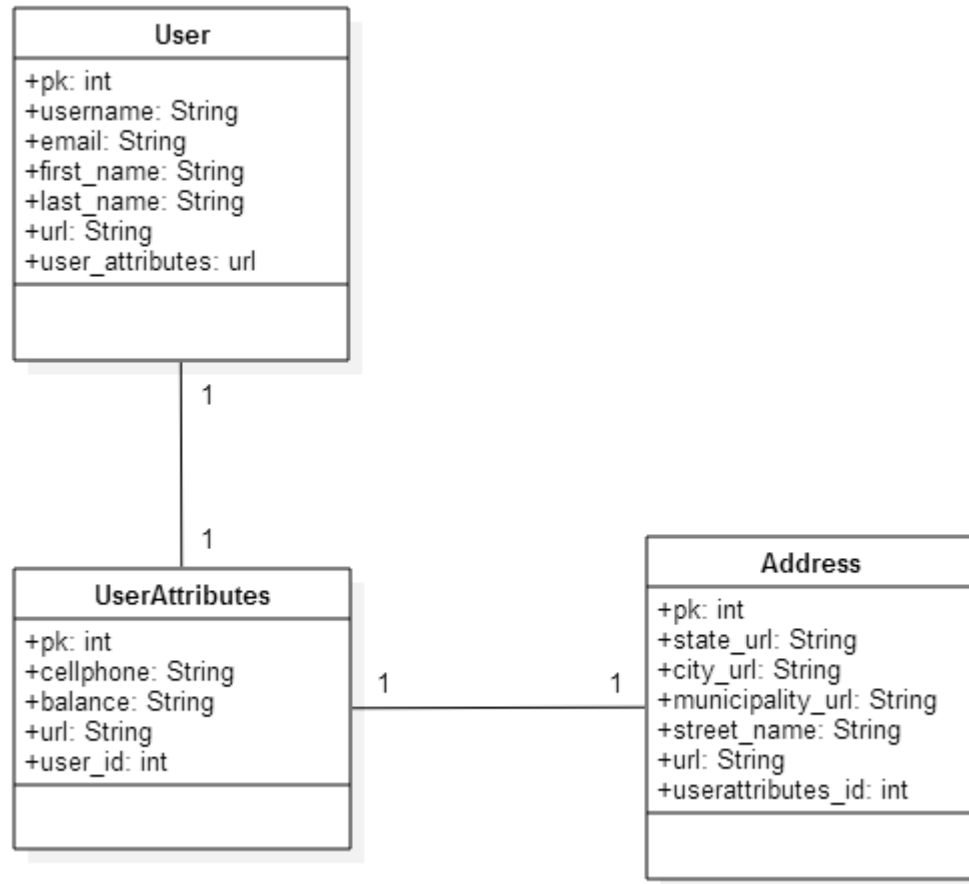 User
+pk: int
+username: String
+email: String
+first_name: String
+last_name: String
+url: String
+user_attributes: url
1
1
UserAttributes
+pk: int
+cellphone: String
+balance: String
+url: String
+user_id: int
1
1
Address
+pk: int
+state_url: String
+city_url: String
+municipality_url: String
+street_name: String
+url: String
+userattributes_id: int